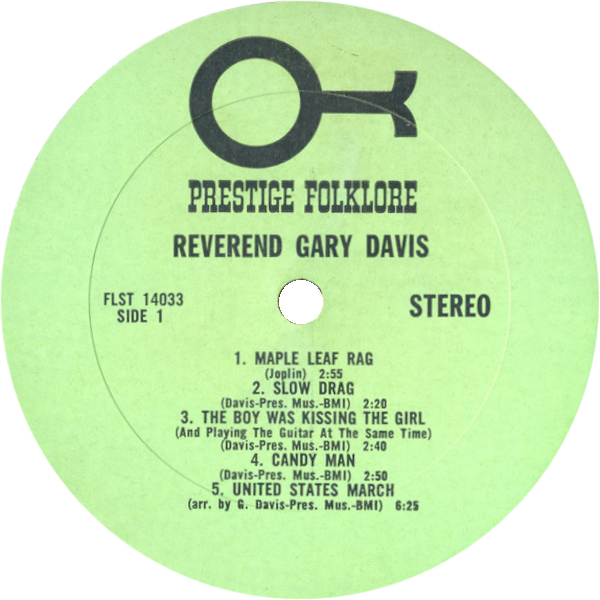 PRESTIGE FOLKLORE
REVEREND GARY DAVIS
FLST 14033
SIDE 1
STEREO
1. MAPLE LEAF RAG
(Joplin) 2:55
2. SLOW DRAG
(Davis-Pres. Mus.-BMI) 2:20
3. THE BOY WAS KISSING THE GIRL
(And Playing The Guitar At The Same Time)
(Davis-Pres. Mus.-BMI) 2:40
4. CANDY MAN
(Davis-Pres. Mus.-BMI) 2:50
5. UNITED STATES MARCH
(arr. by G. Davis-Pres. Mus.-BMI) 6:25